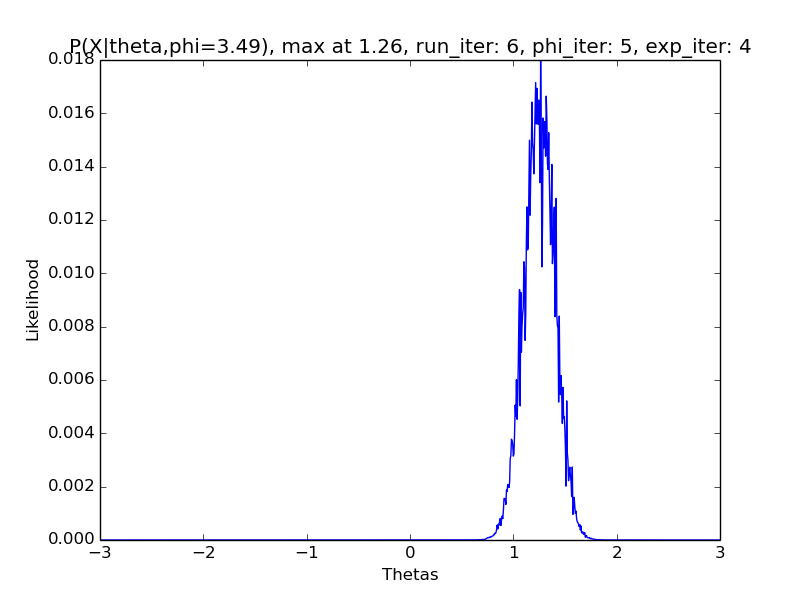 P(X|theta,phi=3.49), max at 1.26, run_iter: 6, phi_iter: 5, exp_iter: 4
0.018
0.016
0.014
0.012
0.010
0.008
0.006
0.004
0.002
0.000
Likelihood
−3 −2 −1 0 1 2 3
Thetas